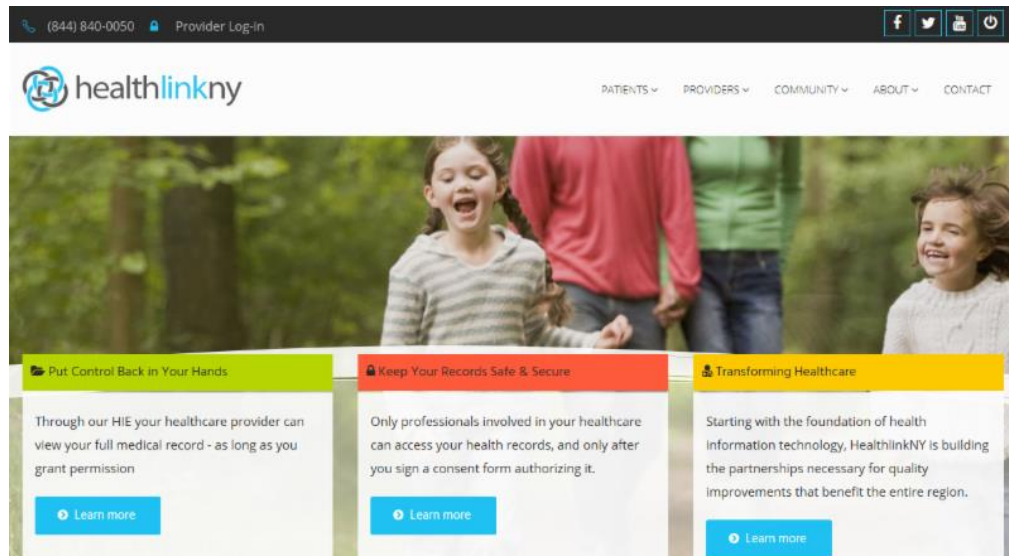 (844) 840-0050 Provider Log-in
You Tube
healthlinkny
PATIENTS PROVIDERS COMMUNITY ABOUT CONTACT
Put Control Back in Your Hands
Through our HIE your healthcare provider can
view your full medical record - as long as you
grant permission
Learn more
Keep Your Records Safe & Secure
Only professionals involved in your healthcare
can access your health records, and only after
you sign a consent form authorizing it.
Learn more
Transforming Healthcare
Starting with the foundation of health
information technology, HealthlinkNY is building
the partnerships necessary for quality
improvements that benefit the entire region.
Learn more